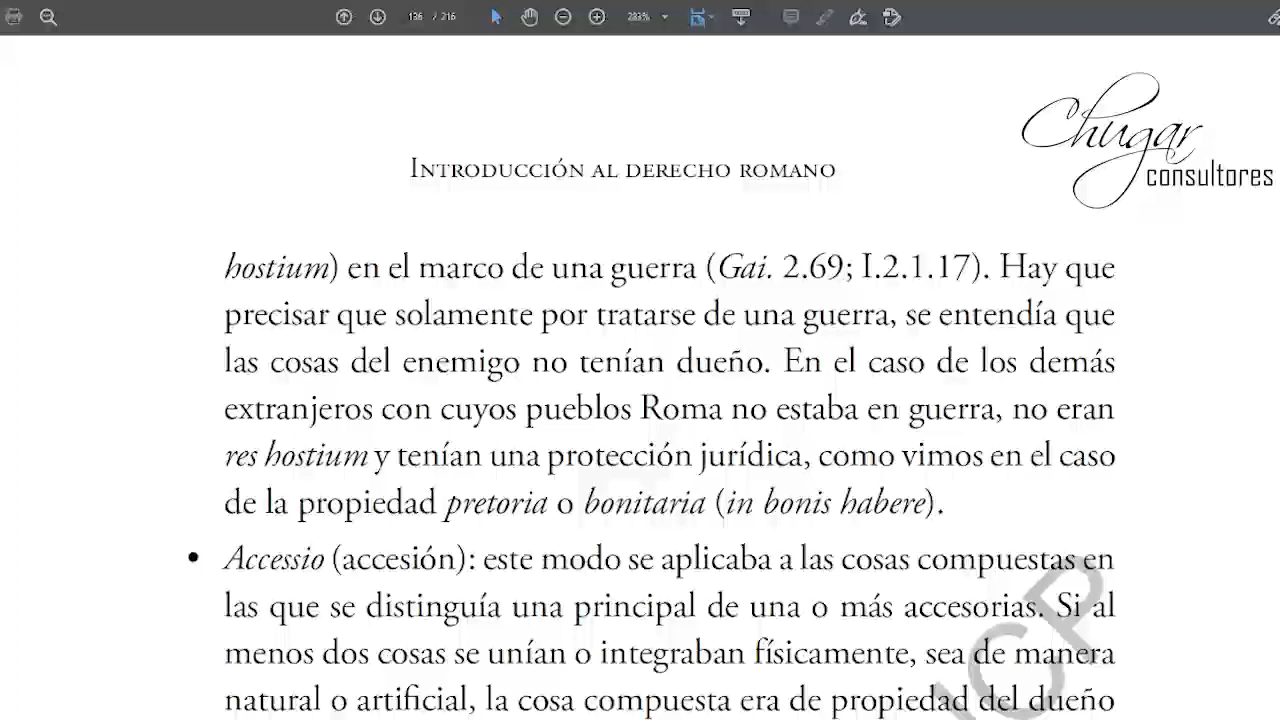 136 / 216
283%
Chugar
consultores
INTRODUCCIÓN AL DERECHO ROMANO
hostium) en el marco de una guerra (Gai. 2.69; I.2.1.17). Hay que
precisar que solamente por tratarse de una guerra, se entendía que
las cosas del enemigo no tenían dueño. En el caso de los demás
extranjeros con cuyos pueblos Roma no estaba en guerra, no eran
res hostium y tenían una protección jurídica, como vimos en el caso
de la propiedad pretoria o bonitaria (in bonis habere).
• Accessio (accesión): este modo se aplicaba a las cosas compuestas en
las que se distinguía una principal de una o más accesorias. Si al
menos dos cosas se unían o integraban físicamente, sea de manera
natural o artificial, la cosa compuesta era de propiedad del dueño